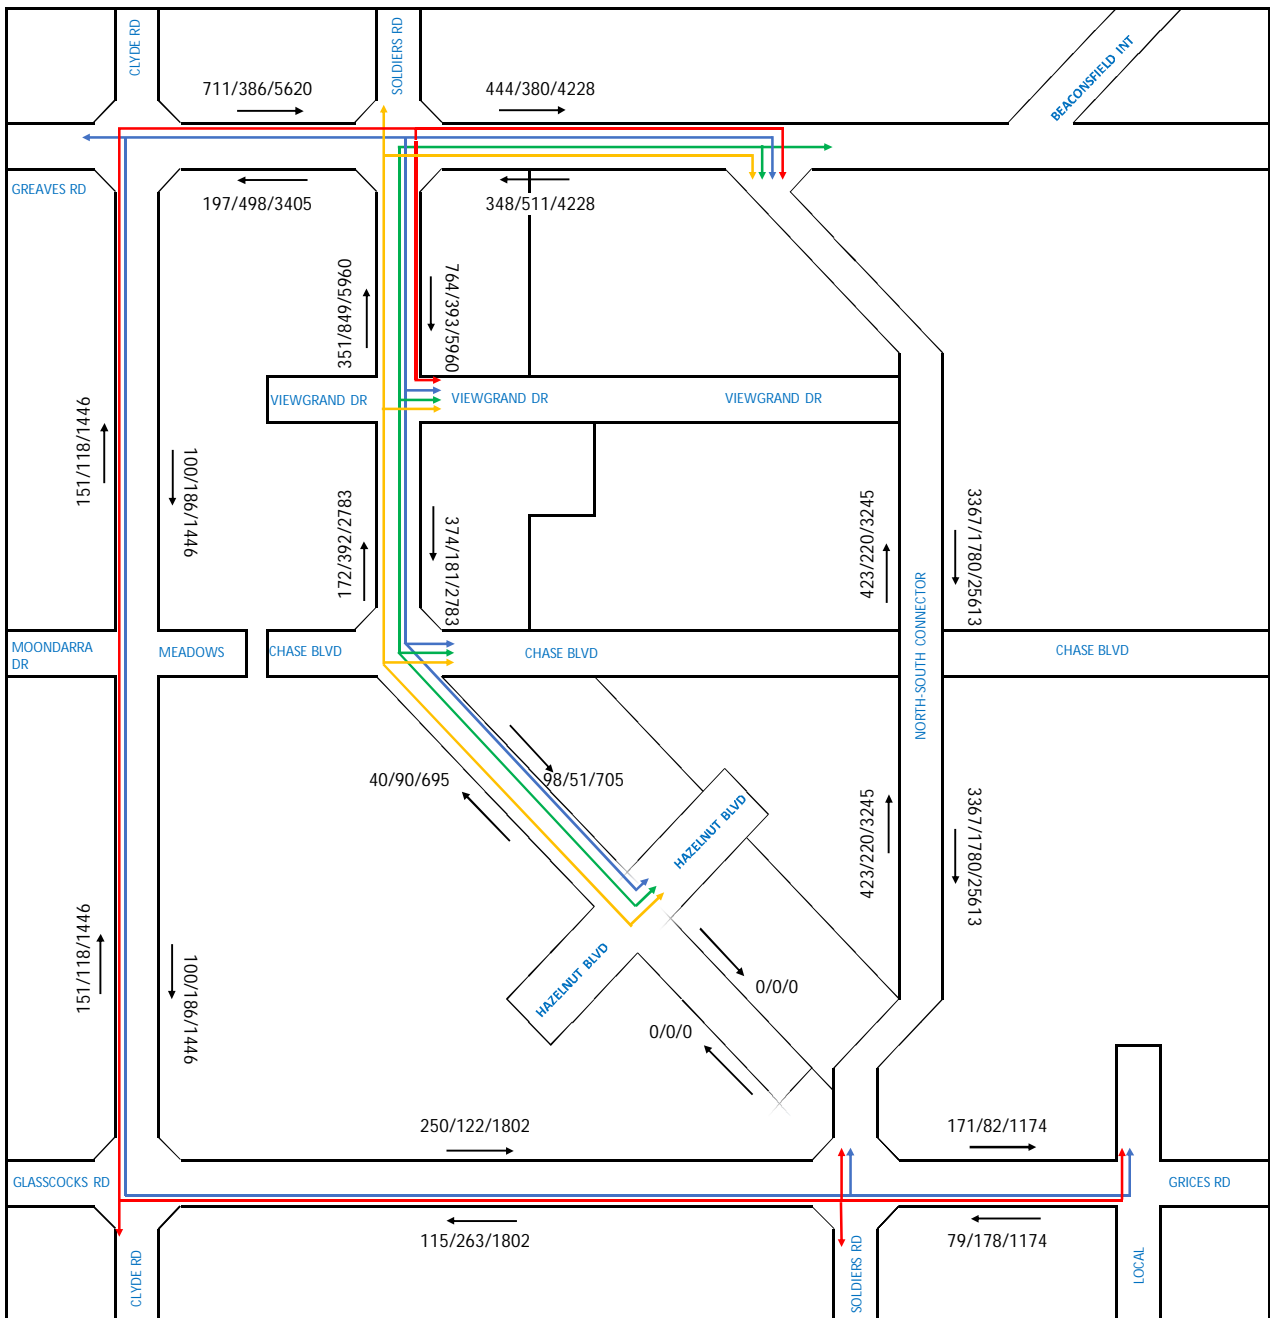 CLYDE RD
SOLDIERS RD
BEACONSFIELD INT
711/386/5620
444/380/4228
GREAVES RD
197/498/3405
348/511/4228
351/849/5960
764/393/5960
VIEWGRAND DR
VIEWGRAND DR
VIEWGRAND DR
151/118/1446
100/186/1446
172/392/2783
374/181/2783
423/220/3245
3367/1780/25613
NORTH-SOUTH CONNECTOR
MOONDARRA
DR
MEADOWS
CHASE BLVD
CHASE BLVD
CHASE BLVD
40/90/695
98/51/705
HAZELNUT BLVD
423/220/3245
3367/1780/25613
151/118/1446
100/186/1446
HAZELNUT BLVD
0/0/0
0/0/0
250/122/1802
171/82/1174
GLASSCOCKS RD
GRICES RD
115/263/1802
79/178/1174
CLYDE RD
SOLDIERS RD
LOCAL